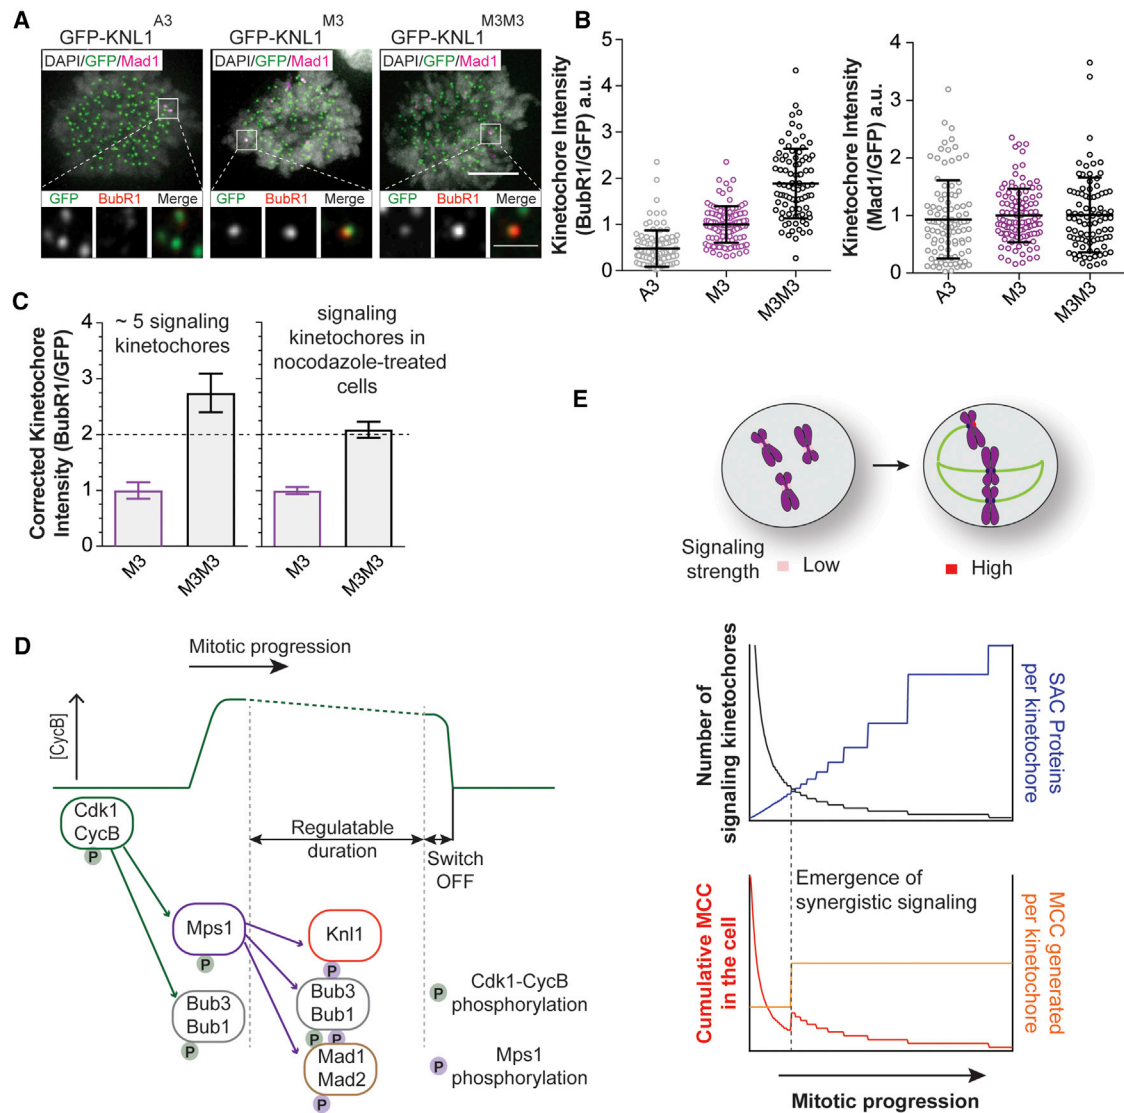 A
GFP-KNL1 A3
GFP-KNL1 M3
GFP-KNL1 M3M3
DAPI/GFP/Mad1
DAPI/GFP/Mad1
DAPI/GFP/Mad1
GFP BubR1 Merge
GFP BubR1 Merge
GFP BubR1 Merge
B
Kinetochore Intensity
(BubR1/GFP) a.u.
5
4
3
2
1
0
A3
M3
M3M3
Kinetochore Intensity
(Mad1/GFP) a.u.
4
3
2
1
0
A3
M3
M3M3
C
Corrected Kinetochore
Intensity (BubR1/GFP)
4
3
2
1
0
~ 5 signaling
kinetochores
signaling
kinetochores in
nocodazole-treated
cells
M3
M3M3
M3
M3M3
D
Mitotic progression
[CycB]
Cdk1
CycB
P
Regulatable
duration
Switch
OFF
Mps1
P
Knl1
P
Bub3
Bub1
P
Bub3
Bub1
P P
Mad1
Mad2
P
P Cdk1-CycB
phosphorylation
P Mps1
phosphorylation
E
Signaling
strength
Low
High
Number of
signaling kinetochores
SAC Proteins
per kinetochore
Emergence of
synergistic signaling
Cumulative MCC
in the cell
MCC generated
per kinetochore
Mitotic progression